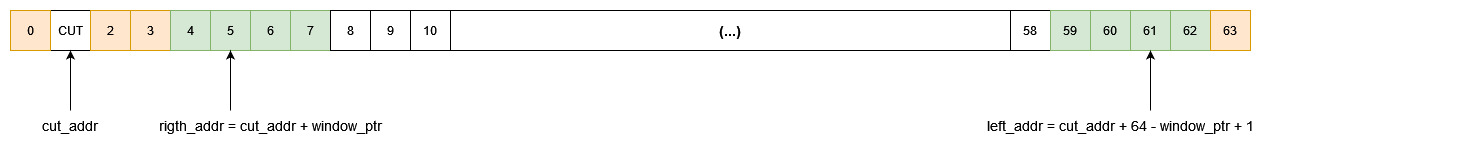 0 CUT 2 3 4 5 6 7 8 9 10 (...) 58 59 60 61 62 63
cut_addr rigth_addr = cut_addr + window_ptr left_addr = cut_addr + 64 - window_ptr + 1